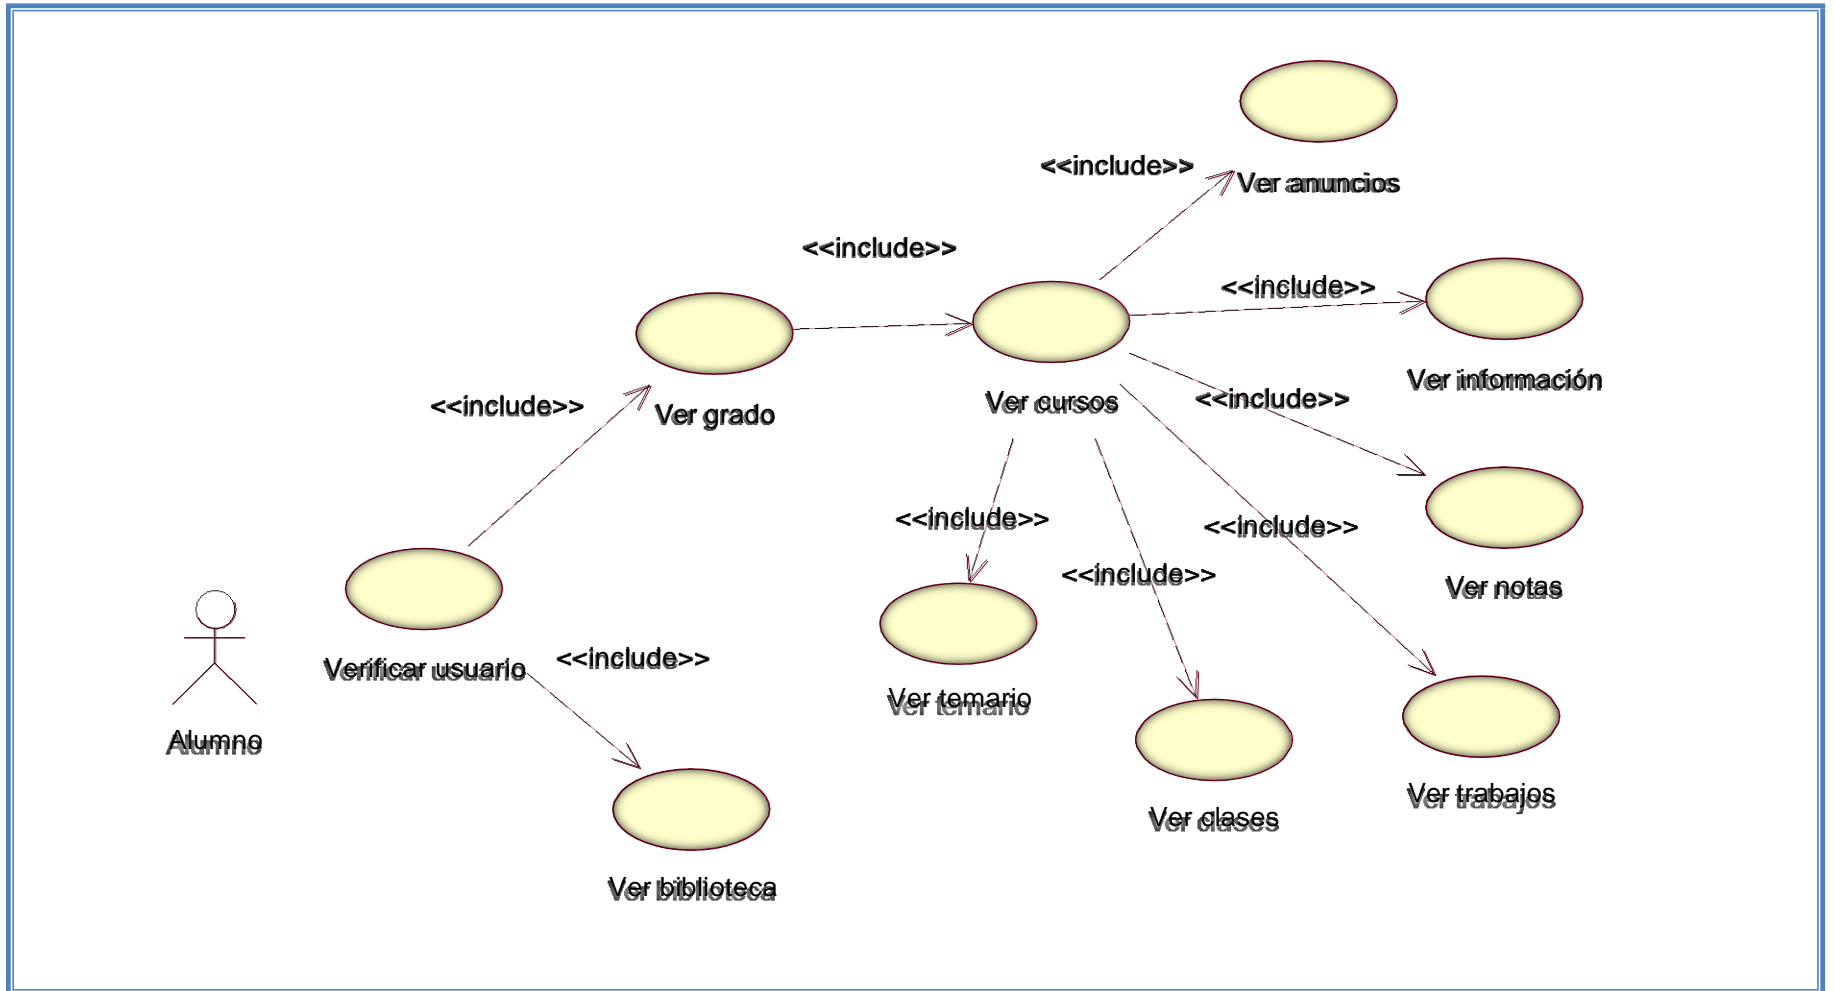 <<include>>
Ver anuncios
<<include>>
<<include>>
Ver información
<<include>>
Ver grado
Ver cursos
<<include>>
<<include>>
<<include>>
<<include>>
Ver notas
Verificar usuario
<<include>>
Ver temario
Alumno
Ver clases
Ver trabajos
Ver biblioteca